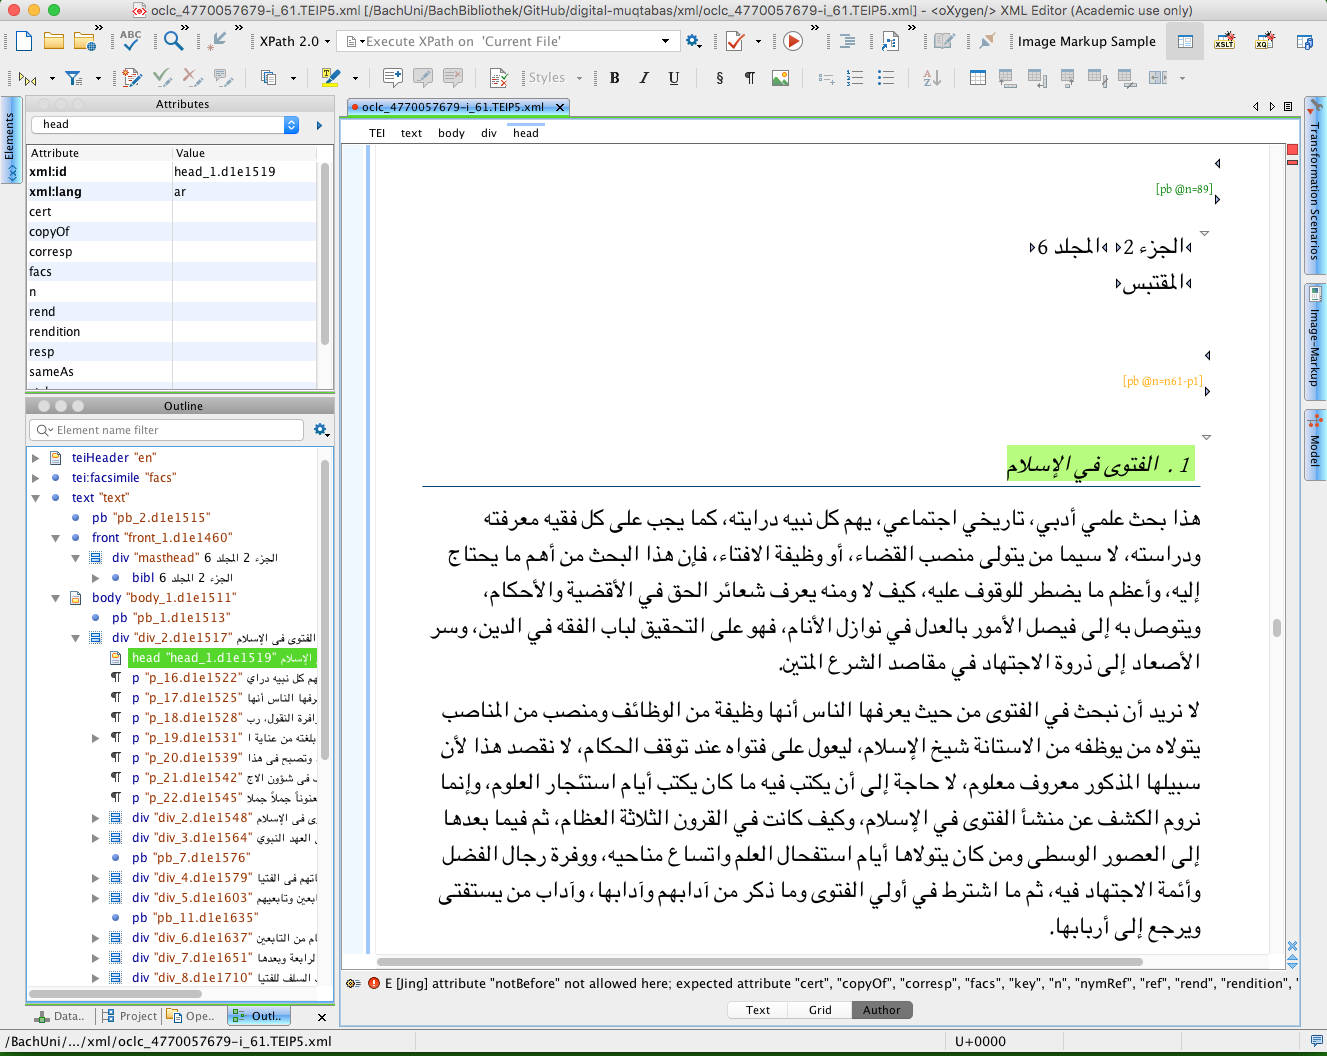 oclc_4770057679-i_61.TEIP5.xml [/BachUni/BachBibliothek/GitHub/digital-muqtabas/xml/oclc_4770057679-i_61.TEIP5.xml] - <oXygen/> XML Editor (Academic use only)
ABC XPath 2.0 Execute XPath on 'Current File' Image Markup Sample XSLT XQ
Styles B I U § ¶ A Z
Elements
Attributes
head
Attribute Value
xml:id head_1.d1e1519
xml:lang ar
cert
copyOf
corresp
facs
n
rend
rendition
resp
sameAs
Outline
Element name filter
teiHeader "en"
tei:facsimile "facs"
text "text"
pb "pb_2.d1e1515"
front "front_1.d1e1460"
div "masthead" الجزء 2 المجلد 6
bibl الجزء 2 المجلد 6
body "body_1.d1e1511"
pb "pb_1.d1e1513"
div "div_2.d1e1517" الفتوى في الإسلام
head "head_1.d1e1519"
¶ p "p_16.d1e1522" هم كل نبيه دراي
¶ p "p_17.d1e1525" رفها الناس أنها
¶ p "p_18.d1e1528" افرة النقول، رب
p "p_19.d1e1531" بلغته من عناية ا
¶ p "p_20.d1e1539" وتصبح في هذا
¶ p "p_21.d1e1542" ف في شؤون الاج
¶ p "p_22.d1e1545" عنوناً جملاً جملا
div "div_2.d1e1548" ى في الإسلام
div "div_3.d1e1564" العهد النبوي
pb "pb_7.d1e1576"
div "div_4.d1e1579" اتهم في الفتيا
div "div_5.d1e1603" ابعين وتابعيهم
pb "pb_11.d1e1635"
div "div_6.d1e1637" ام من التابعين
div "div_7.d1e1651" الرابعة وبعدها
div "div_8.d1e1710" السلف للفتيا
Data.. Project Ope.. Outl..
oclc_4770057679-i_61.TEIP5.xml
TEI text body div head
[pb @n=89]
الجزء 2 المجلد 6
المقتبس
[pb @n=n61-p1]
1 . الفتوى في الإسلام
هذا بحث علمي أدبي، تاريخي اجتماعي، يهم كل نبيه درايته، كما يجب على كل فقيه معرفته
ودراسته، لا سيما من يتولى منصب القضاء، أو وظيفة الافتاء، فإن هذا البحث من أهم ما يحتاج
إليه، وأعظم ما يضطر للوقوف عليه، كيف لا ومنه يعرف شعائر الحق في الأقضية والأحكام،
ويتوصل به إلى فيصل الأمور بالعدل في نوازل الأنام، فهو على التحقيق لباب الفقه في الدين، وسر
الأصعاد إلى ذروة الاجتهاد في مقاصد الشرع المتين.
لا نريد أن نبحث في الفتوى من حيث يعرفها الناس أنها وظيفة من الوظائف ومنصب من المناصب
يتولاه من يوظفه من الاستانة شيخ الإسلام، ليعول على فتواه عند توقف الحكام، لا نقصد هذا لأن
سبيلها المذكور معروف معلوم، لا حاجة إلى أن يكتب فيه ما كان يكتب أيام استئجار العلوم، وإنما
نروم الكشف عن منشأ الفتوى في الإسلام، وكيف كانت في القرون الثلاثة العظام، ثم فيما بعدها
إلى العصور الوسطى ومن كان يتولاها أيام استفحال العلم واتساع مناحيه، ووفرة رجال الفضل
وأئمة الاجتهاد فيه، ثم ما اشترط في أولي الفتوى وما ذكر من آدابهم وآدابها، وآداب من يستفتى
ويرجع إلى أربابها.
E [Jing] attribute "notBefore" not allowed here; expected attribute "cert", "copyOf", "corresp", "facs", "key", "n", "nymRef", "ref", "rend", "rendition",
Text Grid Author
Transformation Scenarios
Image-Markup
Model
/BachUni/.../xml/oclc_4770057679-i_61.TEIP5.xml
U+0000